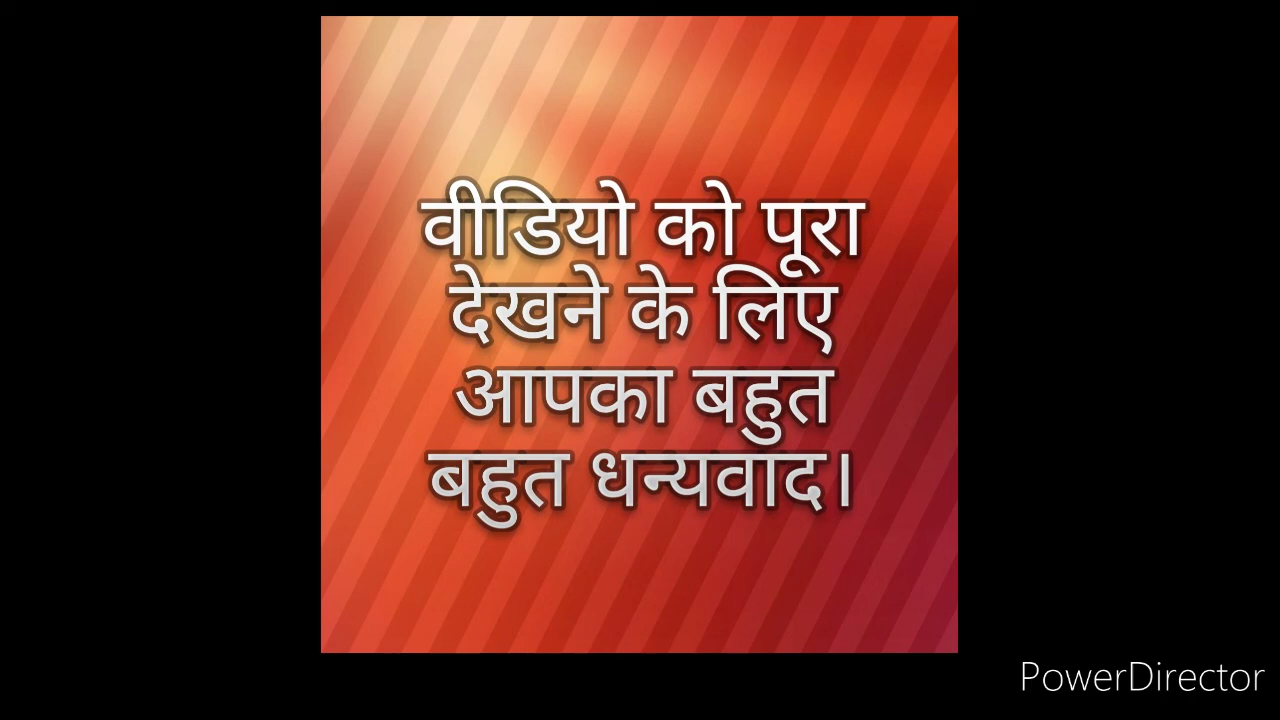 वीडियो को पूरा
देखने के लिए
आपका बहुत
बहुत धन्यवाद।
PowerDirector